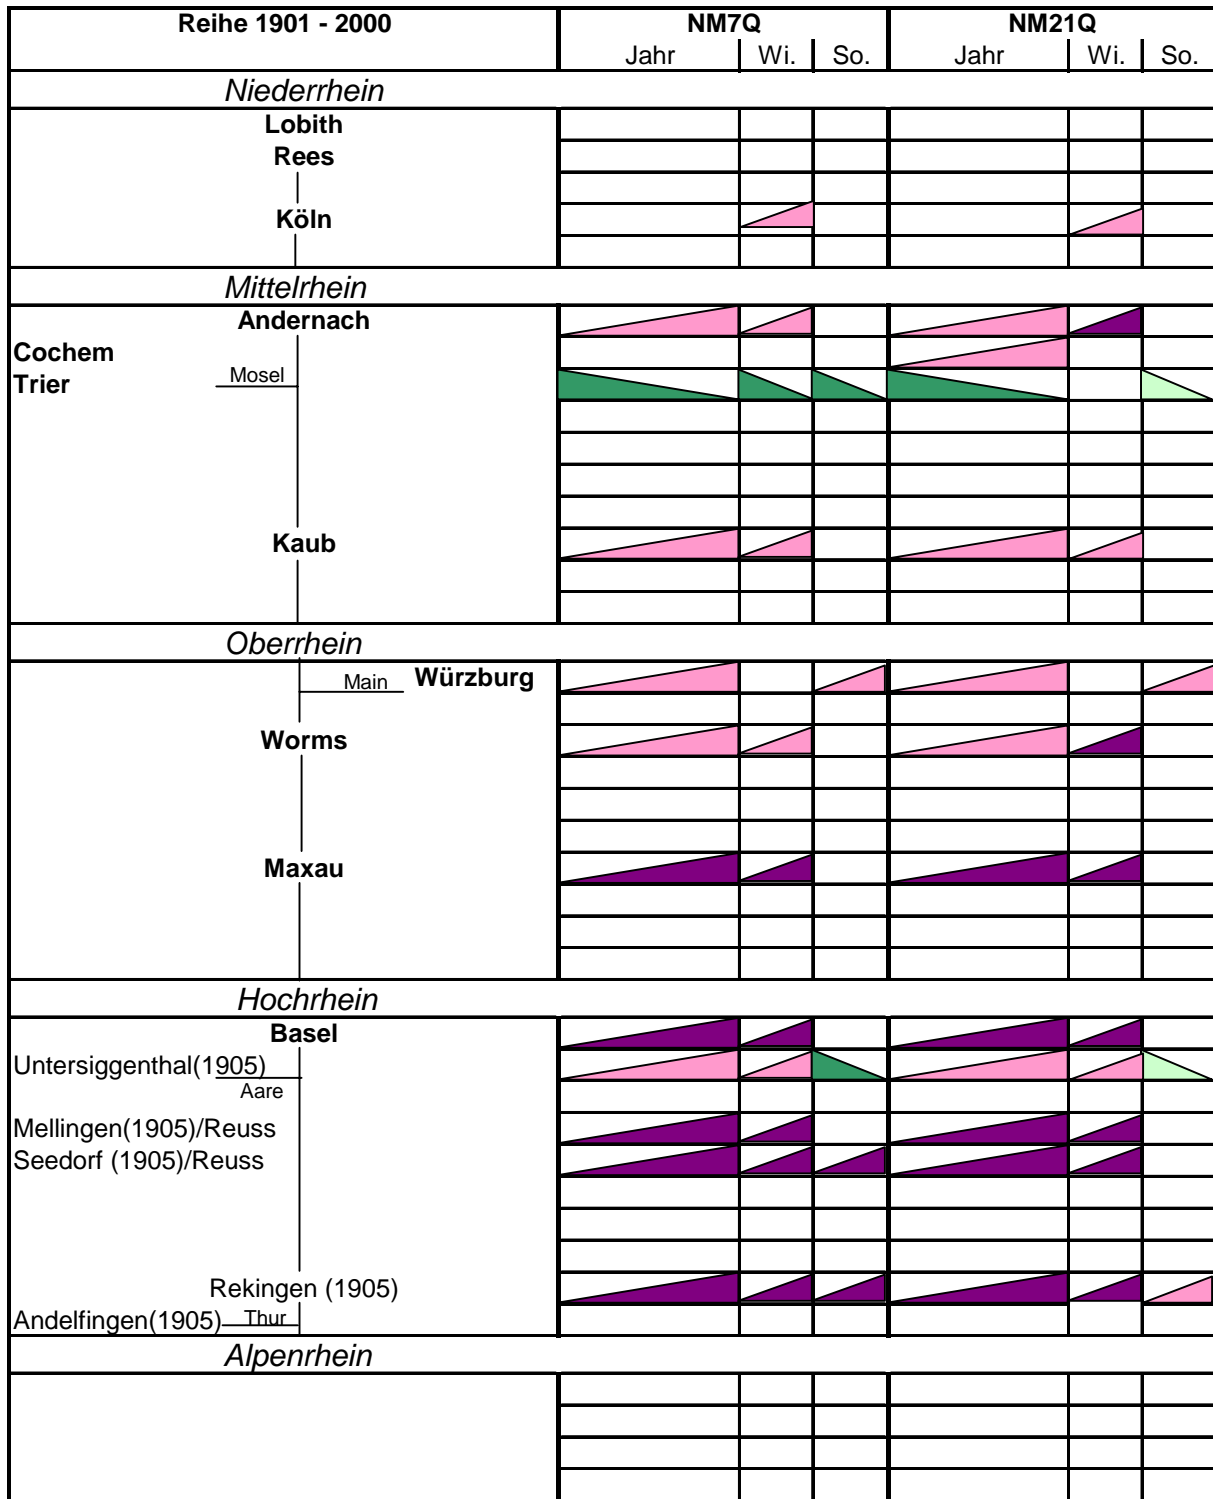 Reihe 1901 - 2000 NM7Q NM21Q
Jahr Wi. So. Jahr Wi. So.
Niederrhein
Lobith
Rees
Köln
Mittelrhein
Andernach
Cochem
Trier Mosel
Kaub
Oberrhein
Main Würzburg
Worms
Maxau
Hochrhein
Basel
Untersiggenthal(1905)
Aare
Mellingen(1905)/Reuss
Seedorf (1905)/Reuss
Rekingen (1905)
Andelfingen(1905) Thur
Alpenrhein